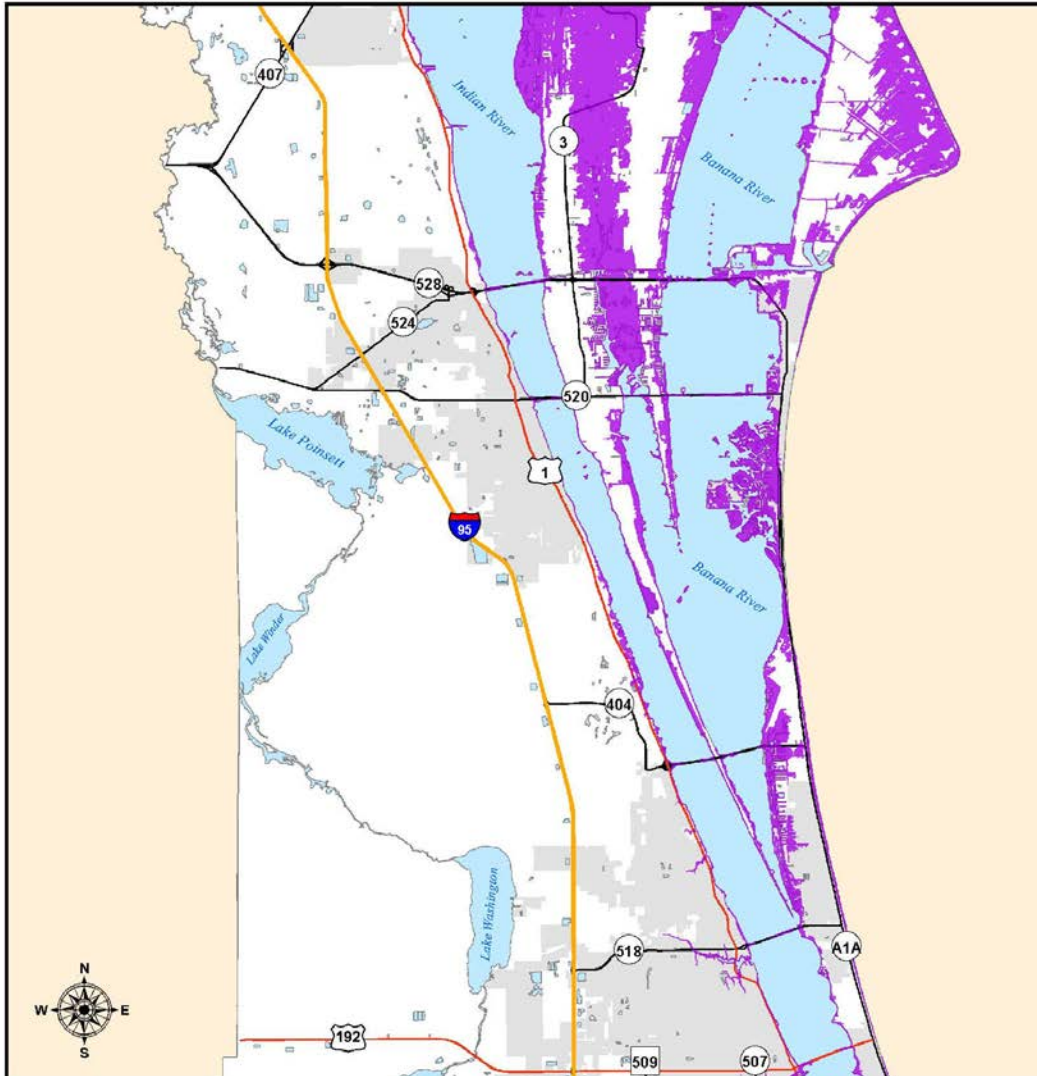 407
Indian River
3
Banana River
528
524
520
Lake Poinsett
1
95
Banana River
Lake Winder
404
Lake Washington
518
A1A
N
W
E
S
192
509
507